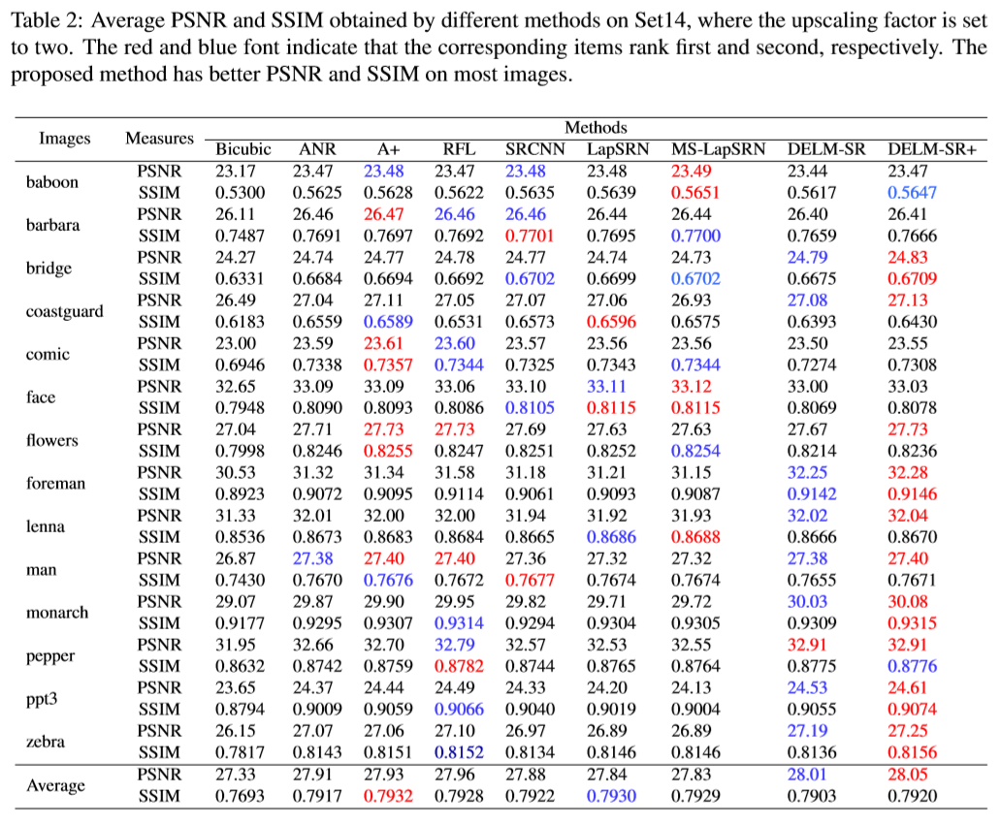 Table 2: Average PSNR and SSIM obtained by different methods on Set14, where the upscaling factor is set
to two. The red and blue font indicate that the corresponding items rank first and second, respectively. The
proposed method has better PSNR and SSIM on most images.
Images Measures Methods
Bicubic ANR A+ RFL SRCNN LapSRN MS-LapSRN DELM-SR DELM-SR+
baboon PSNR 23.17 23.47 23.48 23.47 23.48 23.48 23.49 23.44 23.47
SSIM 0.5300 0.5625 0.5628 0.5622 0.5635 0.5639 0.5651 0.5617 0.5647
barbara PSNR 26.11 26.46 26.47 26.46 26.46 26.44 26.44 26.40 26.41
SSIM 0.7487 0.7691 0.7697 0.7692 0.7701 0.7695 0.7700 0.7659 0.7666
bridge PSNR 24.27 24.74 24.77 24.78 24.77 24.74 24.73 24.79 24.83
SSIM 0.6331 0.6684 0.6694 0.6692 0.6702 0.6699 0.6702 0.6675 0.6709
coastguard PSNR 26.49 27.04 27.11 27.05 27.07 27.06 26.93 27.08 27.13
SSIM 0.6183 0.6559 0.6589 0.6531 0.6573 0.6596 0.6575 0.6393 0.6430
comic PSNR 23.00 23.59 23.61 23.60 23.57 23.56 23.56 23.50 23.55
SSIM 0.6946 0.7338 0.7357 0.7344 0.7325 0.7343 0.7344 0.7274 0.7308
face PSNR 32.65 33.09 33.09 33.06 33.10 33.11 33.12 33.00 33.03
SSIM 0.7948 0.8090 0.8093 0.8086 0.8105 0.8115 0.8115 0.8069 0.8078
flowers PSNR 27.04 27.71 27.73 27.73 27.69 27.63 27.63 27.67 27.73
SSIM 0.7998 0.8246 0.8255 0.8247 0.8251 0.8252 0.8254 0.8214 0.8236
foreman PSNR 30.53 31.32 31.34 31.58 31.18 31.21 31.15 32.25 32.28
SSIM 0.8923 0.9072 0.9095 0.9114 0.9061 0.9093 0.9087 0.9142 0.9146
lenna PSNR 31.33 32.01 32.00 32.00 31.94 31.92 31.93 32.02 32.04
SSIM 0.8536 0.8673 0.8683 0.8684 0.8665 0.8686 0.8688 0.8666 0.8670
man PSNR 26.87 27.38 27.40 27.40 27.36 27.32 27.32 27.38 27.40
SSIM 0.7430 0.7670 0.7676 0.7672 0.7677 0.7674 0.7674 0.7655 0.7671
monarch PSNR 29.07 29.87 29.90 29.95 29.82 29.71 29.72 30.03 30.08
SSIM 0.9177 0.9295 0.9307 0.9314 0.9294 0.9304 0.9305 0.9309 0.9315
pepper PSNR 31.95 32.66 32.70 32.79 32.57 32.53 32.55 32.91 32.91
SSIM 0.8632 0.8742 0.8759 0.8782 0.8744 0.8765 0.8764 0.8775 0.8776
ppt3 PSNR 23.65 24.37 24.44 24.49 24.33 24.20 24.13 24.53 24.61
SSIM 0.8794 0.9009 0.9059 0.9066 0.9040 0.9019 0.9004 0.9055 0.9074
zebra PSNR 26.15 27.07 27.06 27.10 26.97 26.89 26.89 27.19 27.25
SSIM 0.7817 0.8143 0.8151 0.8152 0.8134 0.8146 0.8146 0.8136 0.8156
Average PSNR 27.33 27.91 27.93 27.96 27.88 27.84 27.83 28.01 28.05
SSIM 0.7693 0.7917 0.7932 0.7928 0.7922 0.7930 0.7929 0.7903 0.7920